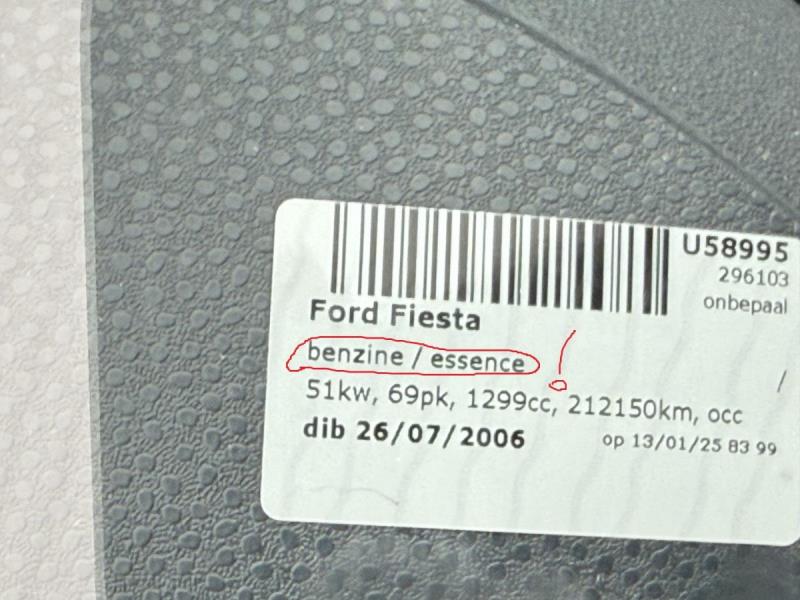 U58995
296103
onbepaal
Ford Fiesta
benzine / essence !
/
51kw, 69pk, 1299cc, 212150km, occ
dib 26/07/2006
op 13/01/25 83 99